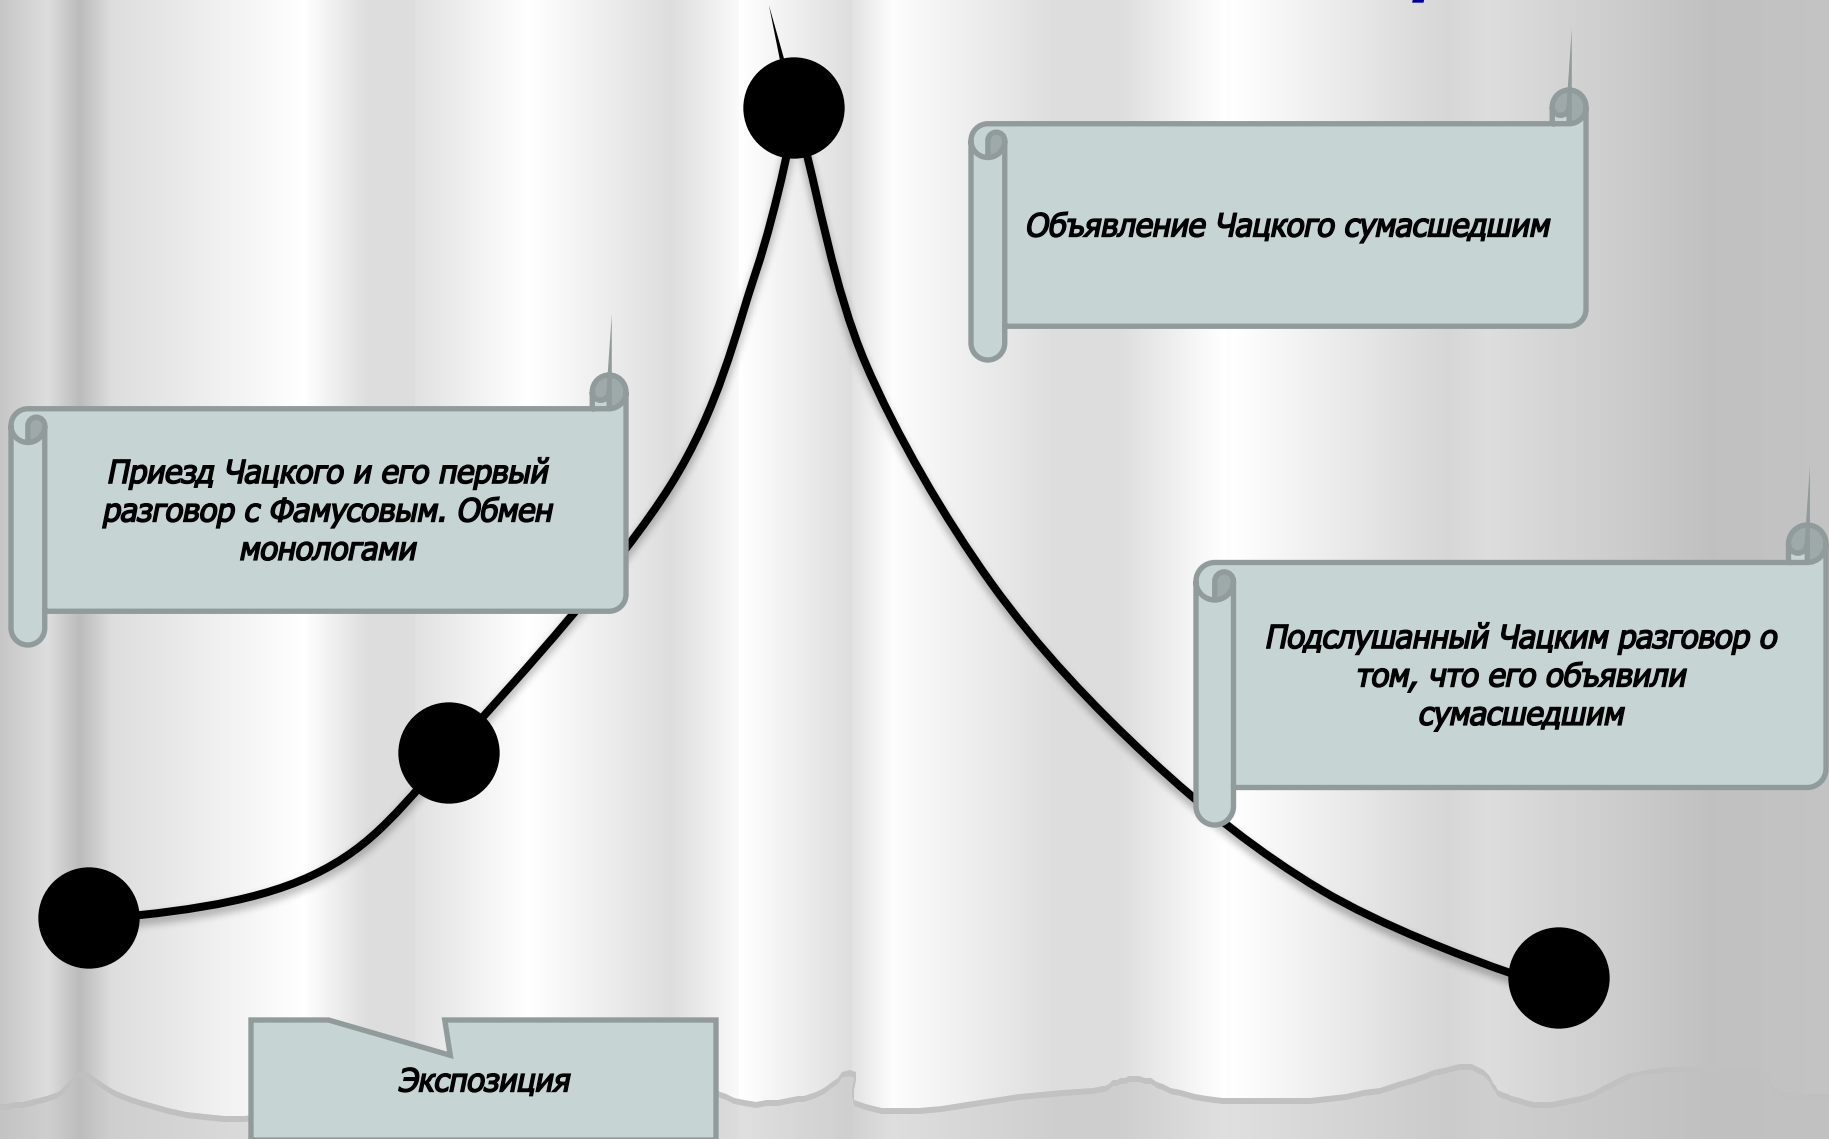 Объявление Чацкого сумасшедшим
Приезд Чацкого и его первый
разговор с Фамусовым. Обмен
монологами
Подслушанный Чацким разговор о
том, что его объявили
сумасшедшим
Экспозиция